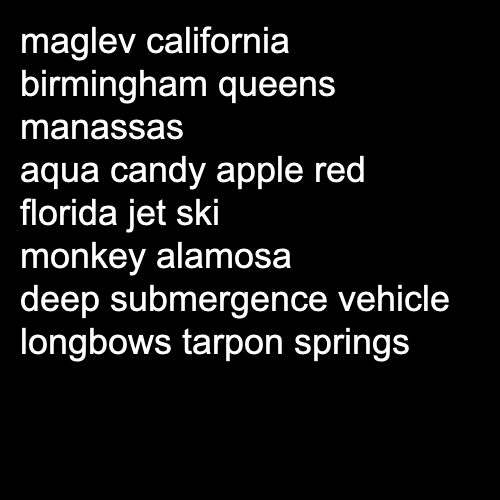 maglev california
birmingham queens
manassas
aqua candy apple red
florida jet ski
monkey alamosa
deep submergence vehicle
longbows tarpon springs